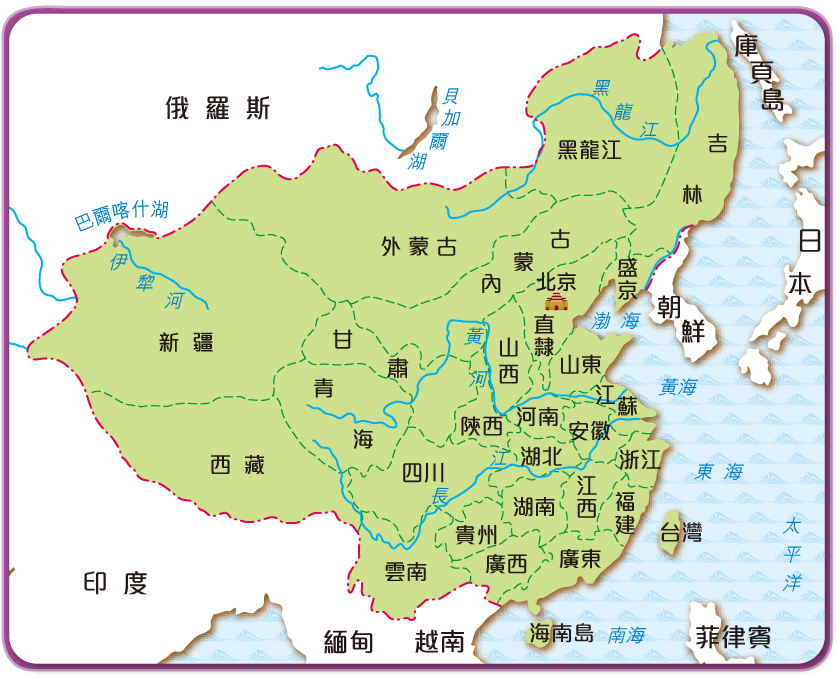 庫頁島
俄羅斯
貝加爾湖
黑龍江
黑龍江
吉林
巴爾喀什湖
伊犁河
外蒙古
內蒙古
盛京
北京
日本
朝鮮
渤海
新疆
甘肅
黃河
直隸
山西
山東
青海
黃海
江蘇
陝西
河南
安徽
西藏
四川
湖北
浙江
長江
東海
湖南
江西
福建
貴州
台灣
太平洋
雲南
廣西
廣東
印度
緬甸
越南
海南島
南海
菲律賓